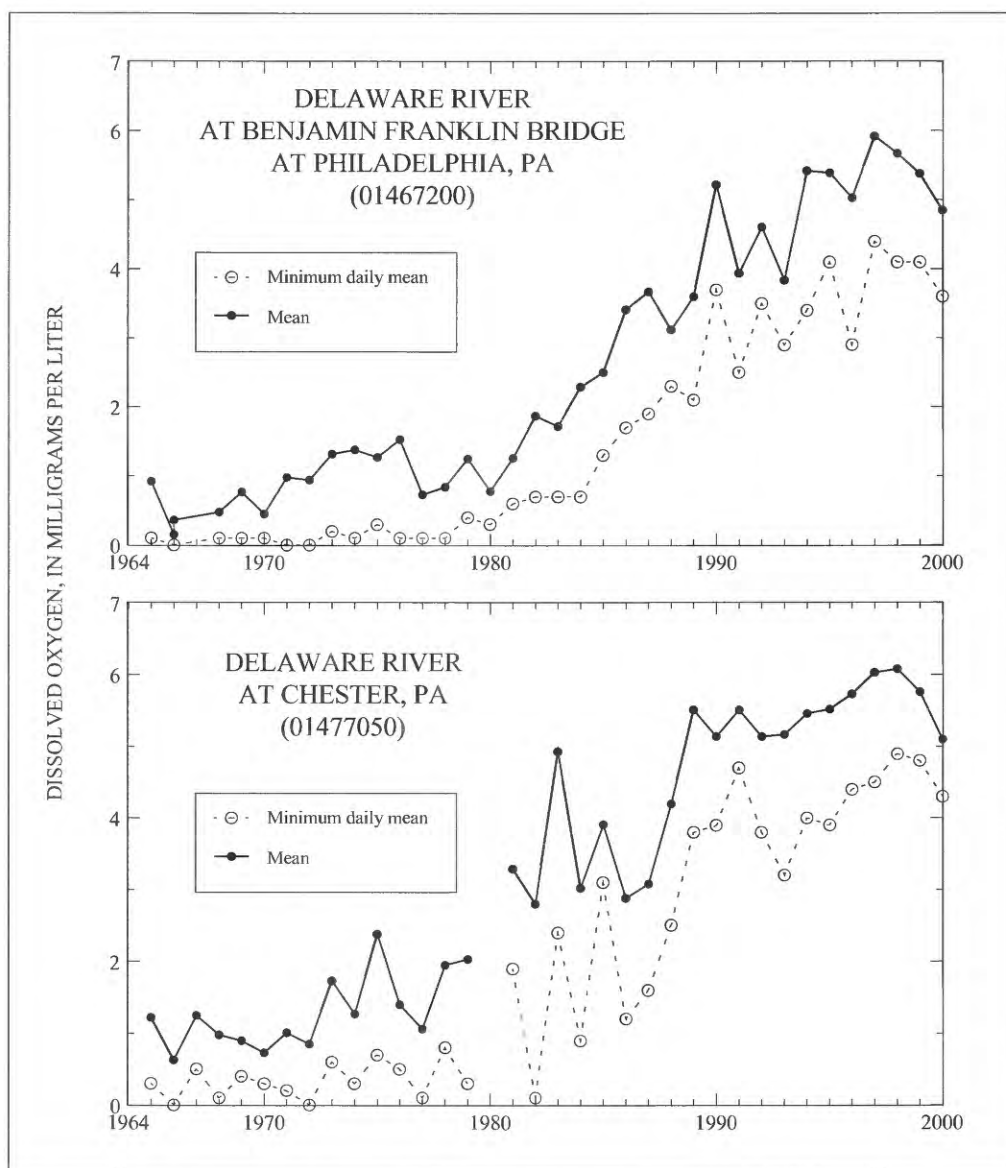 DISSOLVED OXYGEN, IN MILLIGRAMS PER LITER
7
6
4
2
0
DELAWARE RIVER
AT BENJAMIN FRANKLIN BRIDGE
AT PHILADELPHIA, PA
(01467200)
Minimum daily mean
Mean
1964 1970 1980 1990 2000
7
6
4
2
0
DELAWARE RIVER
AT CHESTER, PA
(01477050)
Minimum daily mean
Mean
1964 1970 1980 1990 2000